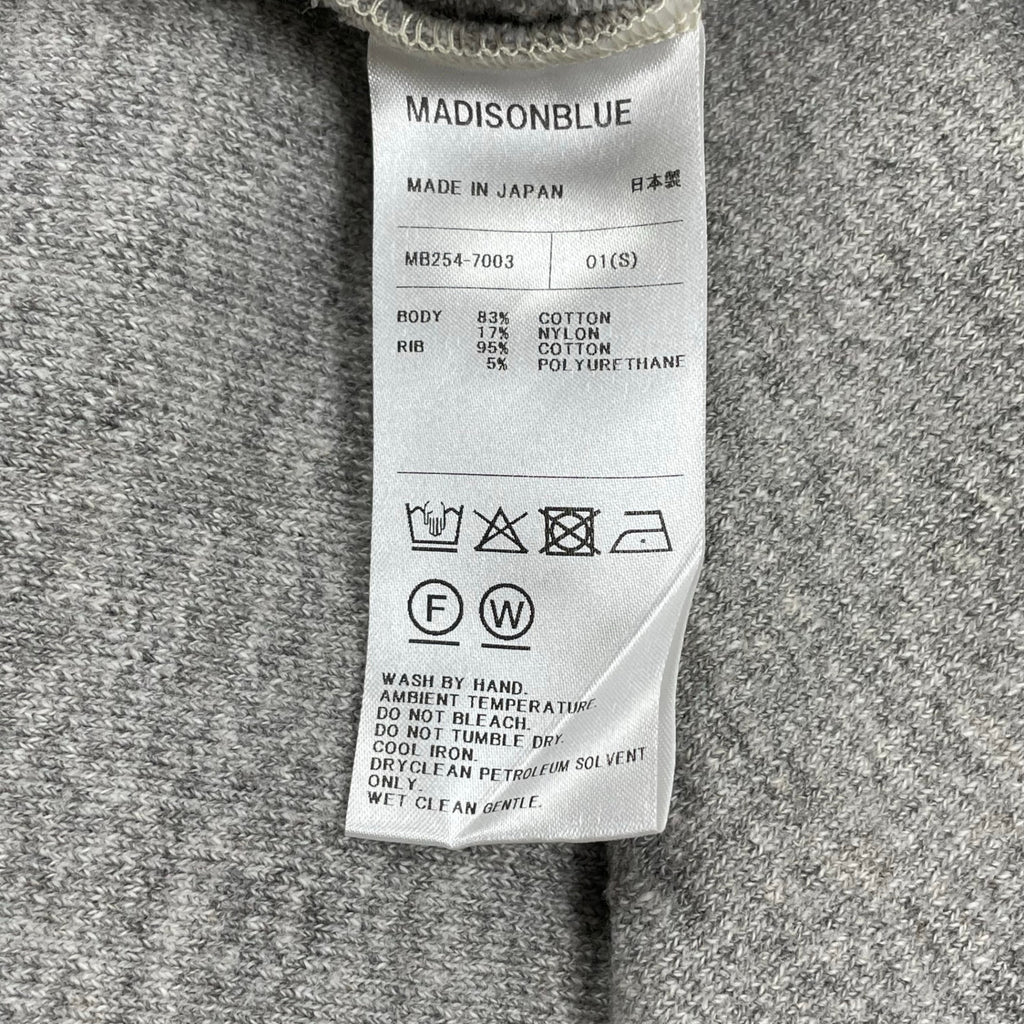 MADISONBLUE
MADE IN JAPAN 日本製
MB254-7003 01(S)
BODY 83% COTTON
17% NYLON
RIB 95% COTTON
5% POLYURETHANE
F W
WASH BY HAND.
AMBIENT TEMPERATURE.
DO NOT BLEACH.
DO NOT TUMBLE DRY.
COOL IRON.
DRYCLEAN PETROLEUM SOLVENT
ONLY.
WET CLEAN GENTLE.